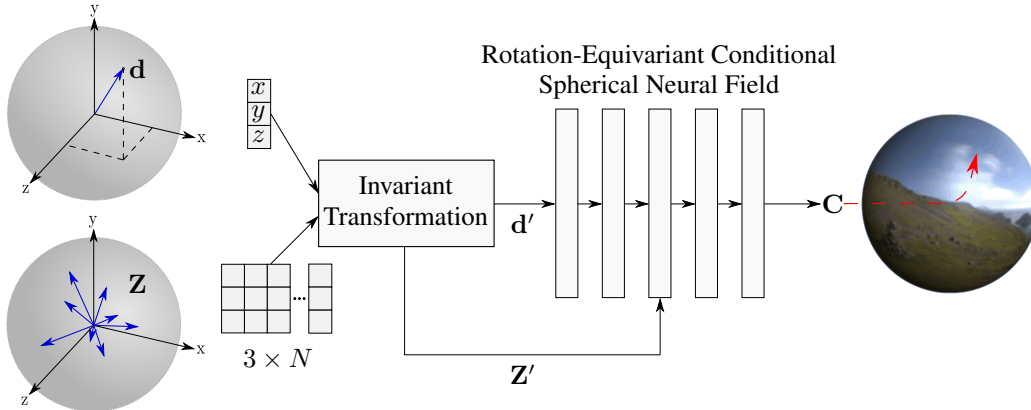 y
d
x
z
y
Z
x
z
x
y
z
3 × N
Invariant
Transformation
d′
Z′
Rotation-Equivariant Conditional
Spherical Neural Field
C